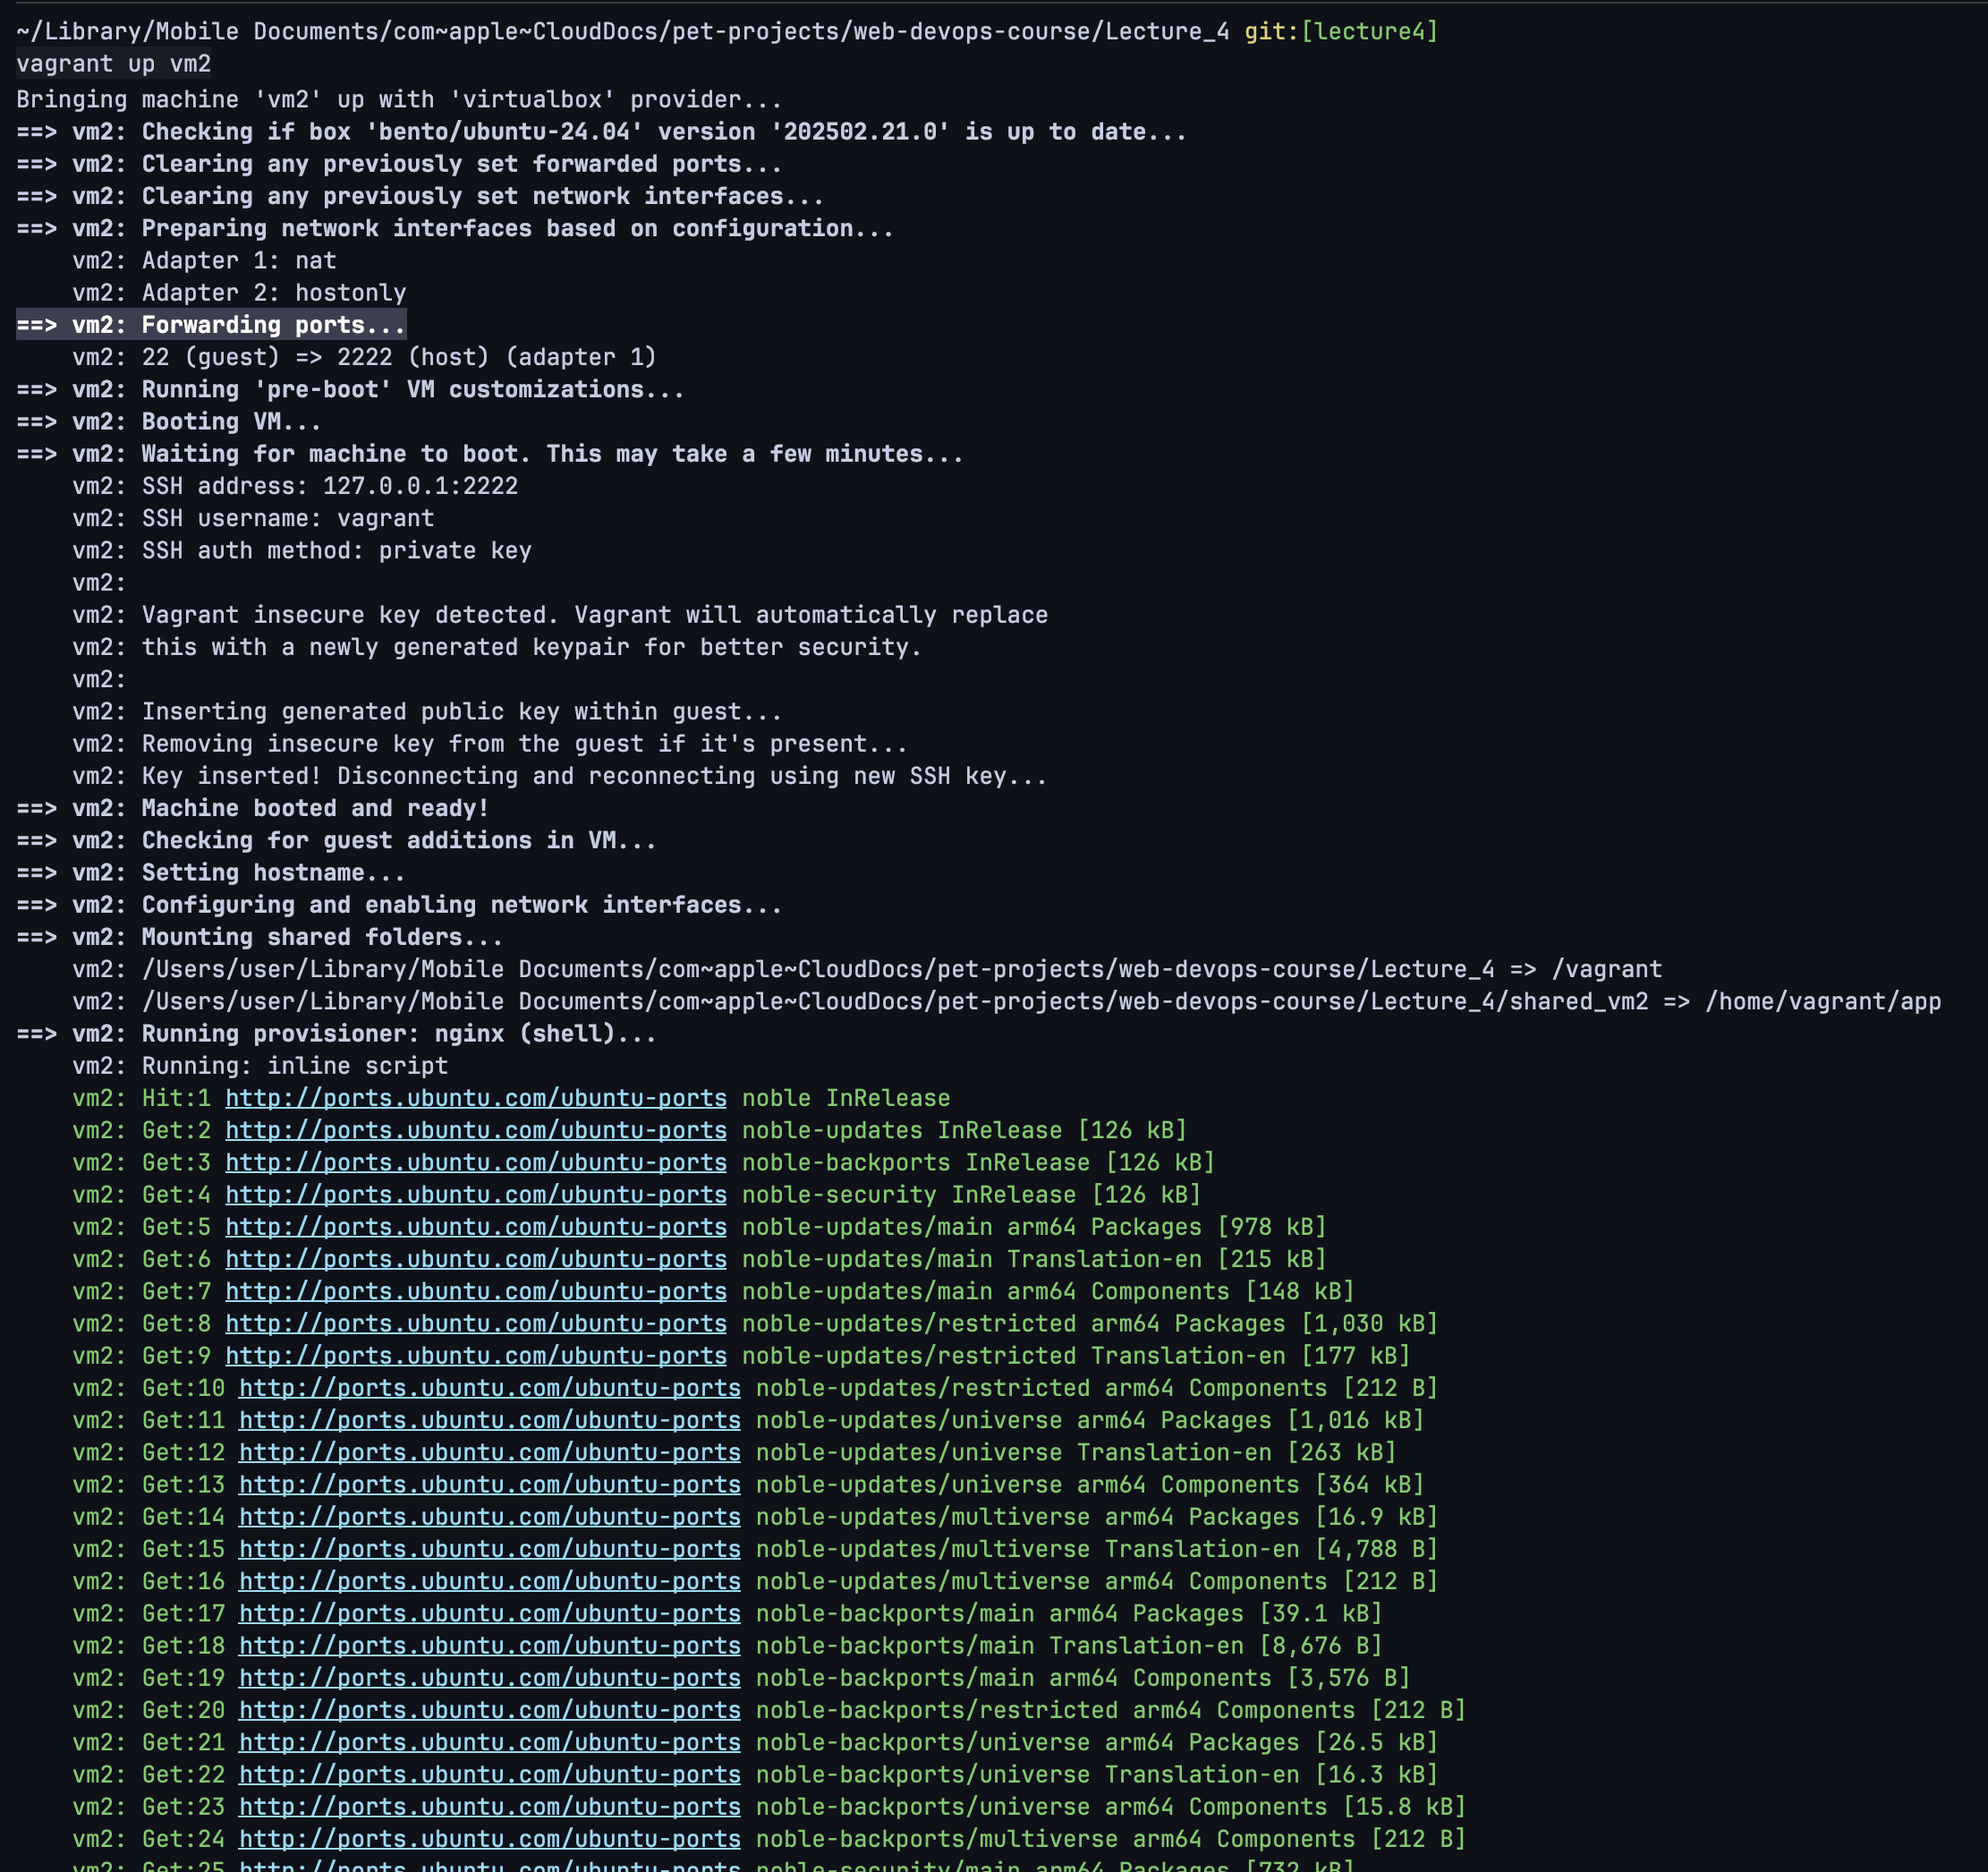 ~/Library/Mobile Documents/com~apple~CloudDocs/pet-projects/web-devops-course/Lecture_4 git:[lecture4]
vagrant up vm2
Bringing machine 'vm2' up with 'virtualbox' provider...
==> vm2: Checking if box 'bento/ubuntu-24.04' version '202502.21.0' is up to date...
==> vm2: Clearing any previously set forwarded ports...
==> vm2: Clearing any previously set network interfaces...
==> vm2: Preparing network interfaces based on configuration...
    vm2: Adapter 1: nat
    vm2: Adapter 2: hostonly
==> vm2: Forwarding ports...
    vm2: 22 (guest) => 2222 (host) (adapter 1)
==> vm2: Running 'pre-boot' VM customizations...
==> vm2: Booting VM...
==> vm2: Waiting for machine to boot. This may take a few minutes...
    vm2: SSH address: 127.0.0.1:2222
    vm2: SSH username: vagrant
    vm2: SSH auth method: private key
    vm2:
    vm2: Vagrant insecure key detected. Vagrant will automatically replace
    vm2: this with a newly generated keypair for better security.
    vm2:
    vm2: Inserting generated public key within guest...
    vm2: Removing insecure key from the guest if it's present...
    vm2: Key inserted! Disconnecting and reconnecting using new SSH key...
==> vm2: Machine booted and ready!
==> vm2: Checking for guest additions in VM...
==> vm2: Setting hostname...
==> vm2: Configuring and enabling network interfaces...
==> vm2: Mounting shared folders...
    vm2: /Users/user/Library/Mobile Documents/com~apple~CloudDocs/pet-projects/web-devops-course/Lecture_4 => /vagrant
    vm2: /Users/user/Library/Mobile Documents/com~apple~CloudDocs/pet-projects/web-devops-course/Lecture_4/shared_vm2 => /home/vagrant/app
==> vm2: Running provisioner: nginx (shell)...
    vm2: Running: inline script
    vm2: Hit:1 http://ports.ubuntu.com/ubuntu-ports noble InRelease
    vm2: Get:2 http://ports.ubuntu.com/ubuntu-ports noble-updates InRelease [126 kB]
    vm2: Get:3 http://ports.ubuntu.com/ubuntu-ports noble-backports InRelease [126 kB]
    vm2: Get:4 http://ports.ubuntu.com/ubuntu-ports noble-security InRelease [126 kB]
    vm2: Get:5 http://ports.ubuntu.com/ubuntu-ports noble-updates/main arm64 Packages [978 kB]
    vm2: Get:6 http://ports.ubuntu.com/ubuntu-ports noble-updates/main Translation-en [215 kB]
    vm2: Get:7 http://ports.ubuntu.com/ubuntu-ports noble-updates/main arm64 Components [148 kB]
    vm2: Get:8 http://ports.ubuntu.com/ubuntu-ports noble-updates/restricted arm64 Packages [1,030 kB]
    vm2: Get:9 http://ports.ubuntu.com/ubuntu-ports noble-updates/restricted Translation-en [177 kB]
    vm2: Get:10 http://ports.ubuntu.com/ubuntu-ports noble-updates/restricted arm64 Components [212 B]
    vm2: Get:11 http://ports.ubuntu.com/ubuntu-ports noble-updates/universe arm64 Packages [1,016 kB]
    vm2: Get:12 http://ports.ubuntu.com/ubuntu-ports noble-updates/universe Translation-en [263 kB]
    vm2: Get:13 http://ports.ubuntu.com/ubuntu-ports noble-updates/universe arm64 Components [364 kB]
    vm2: Get:14 http://ports.ubuntu.com/ubuntu-ports noble-updates/multiverse arm64 Packages [16.9 kB]
    vm2: Get:15 http://ports.ubuntu.com/ubuntu-ports noble-updates/multiverse Translation-en [4,788 B]
    vm2: Get:16 http://ports.ubuntu.com/ubuntu-ports noble-updates/multiverse arm64 Components [212 B]
    vm2: Get:17 http://ports.ubuntu.com/ubuntu-ports noble-backports/main arm64 Packages [39.1 kB]
    vm2: Get:18 http://ports.ubuntu.com/ubuntu-ports noble-backports/main Translation-en [8,676 B]
    vm2: Get:19 http://ports.ubuntu.com/ubuntu-ports noble-backports/main arm64 Components [3,576 B]
    vm2: Get:20 http://ports.ubuntu.com/ubuntu-ports noble-backports/restricted arm64 Components [212 B]
    vm2: Get:21 http://ports.ubuntu.com/ubuntu-ports noble-backports/universe arm64 Packages [26.5 kB]
    vm2: Get:22 http://ports.ubuntu.com/ubuntu-ports noble-backports/universe Translation-en [16.3 kB]
    vm2: Get:23 http://ports.ubuntu.com/ubuntu-ports noble-backports/universe arm64 Components [15.8 kB]
    vm2: Get:24 http://ports.ubuntu.com/ubuntu-ports noble-backports/multiverse arm64 Components [212 B]
    vm2: Get:25 http://ports.ubuntu.com/ubuntu-ports noble-security/main arm64 Packages [732 kB]